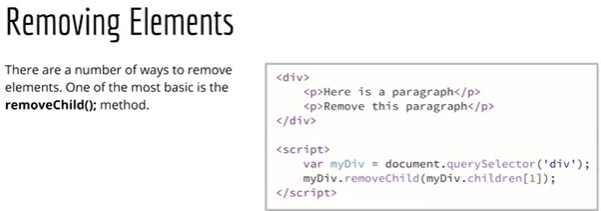 Removing Elements
There are a number of ways to remove
elements. One of the most basic is the
removeChild(); method.
<div>
    <p>Here is a paragraph</p>
    <p>Remove this paragraph</p>
</div>

<script>
    var myDiv = document.querySelector('div');
    myDiv.removeChild(myDiv.children[1]);
</script>